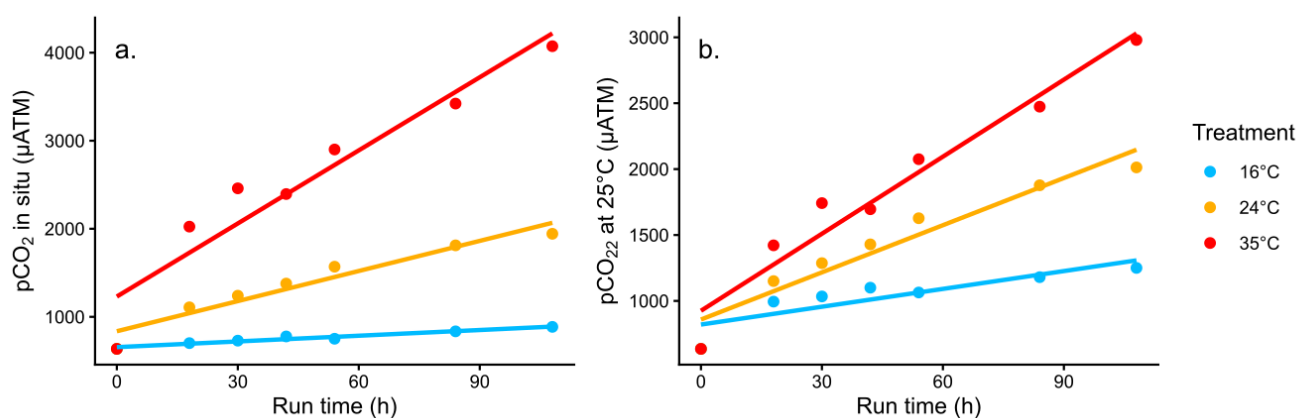 a.
pCO₂ in situ (µATM)
4000
3000
2000
1000
0
30
60
90
Run time (h)
b.
pCO₂₂ at 25°C (µATM)
3000
2500
2000
1500
1000
0
30
60
90
Run time (h)
Treatment
16°C
24°C
35°C